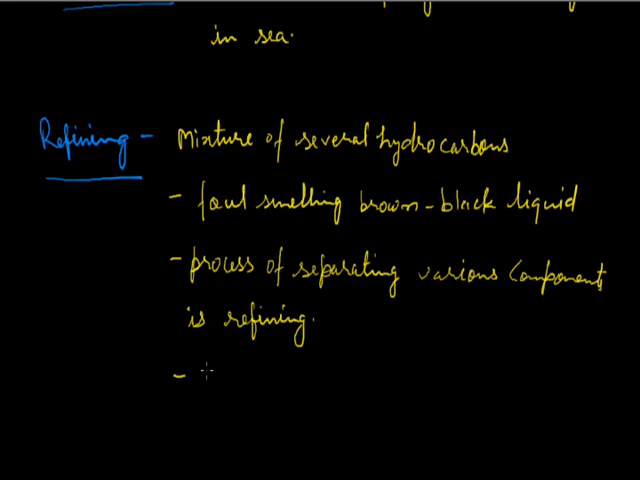 in sea.
Refining - Mixture of several hydrocarbons
- foul smelling brown-black liquid
- process of separating various components
is refining.
-